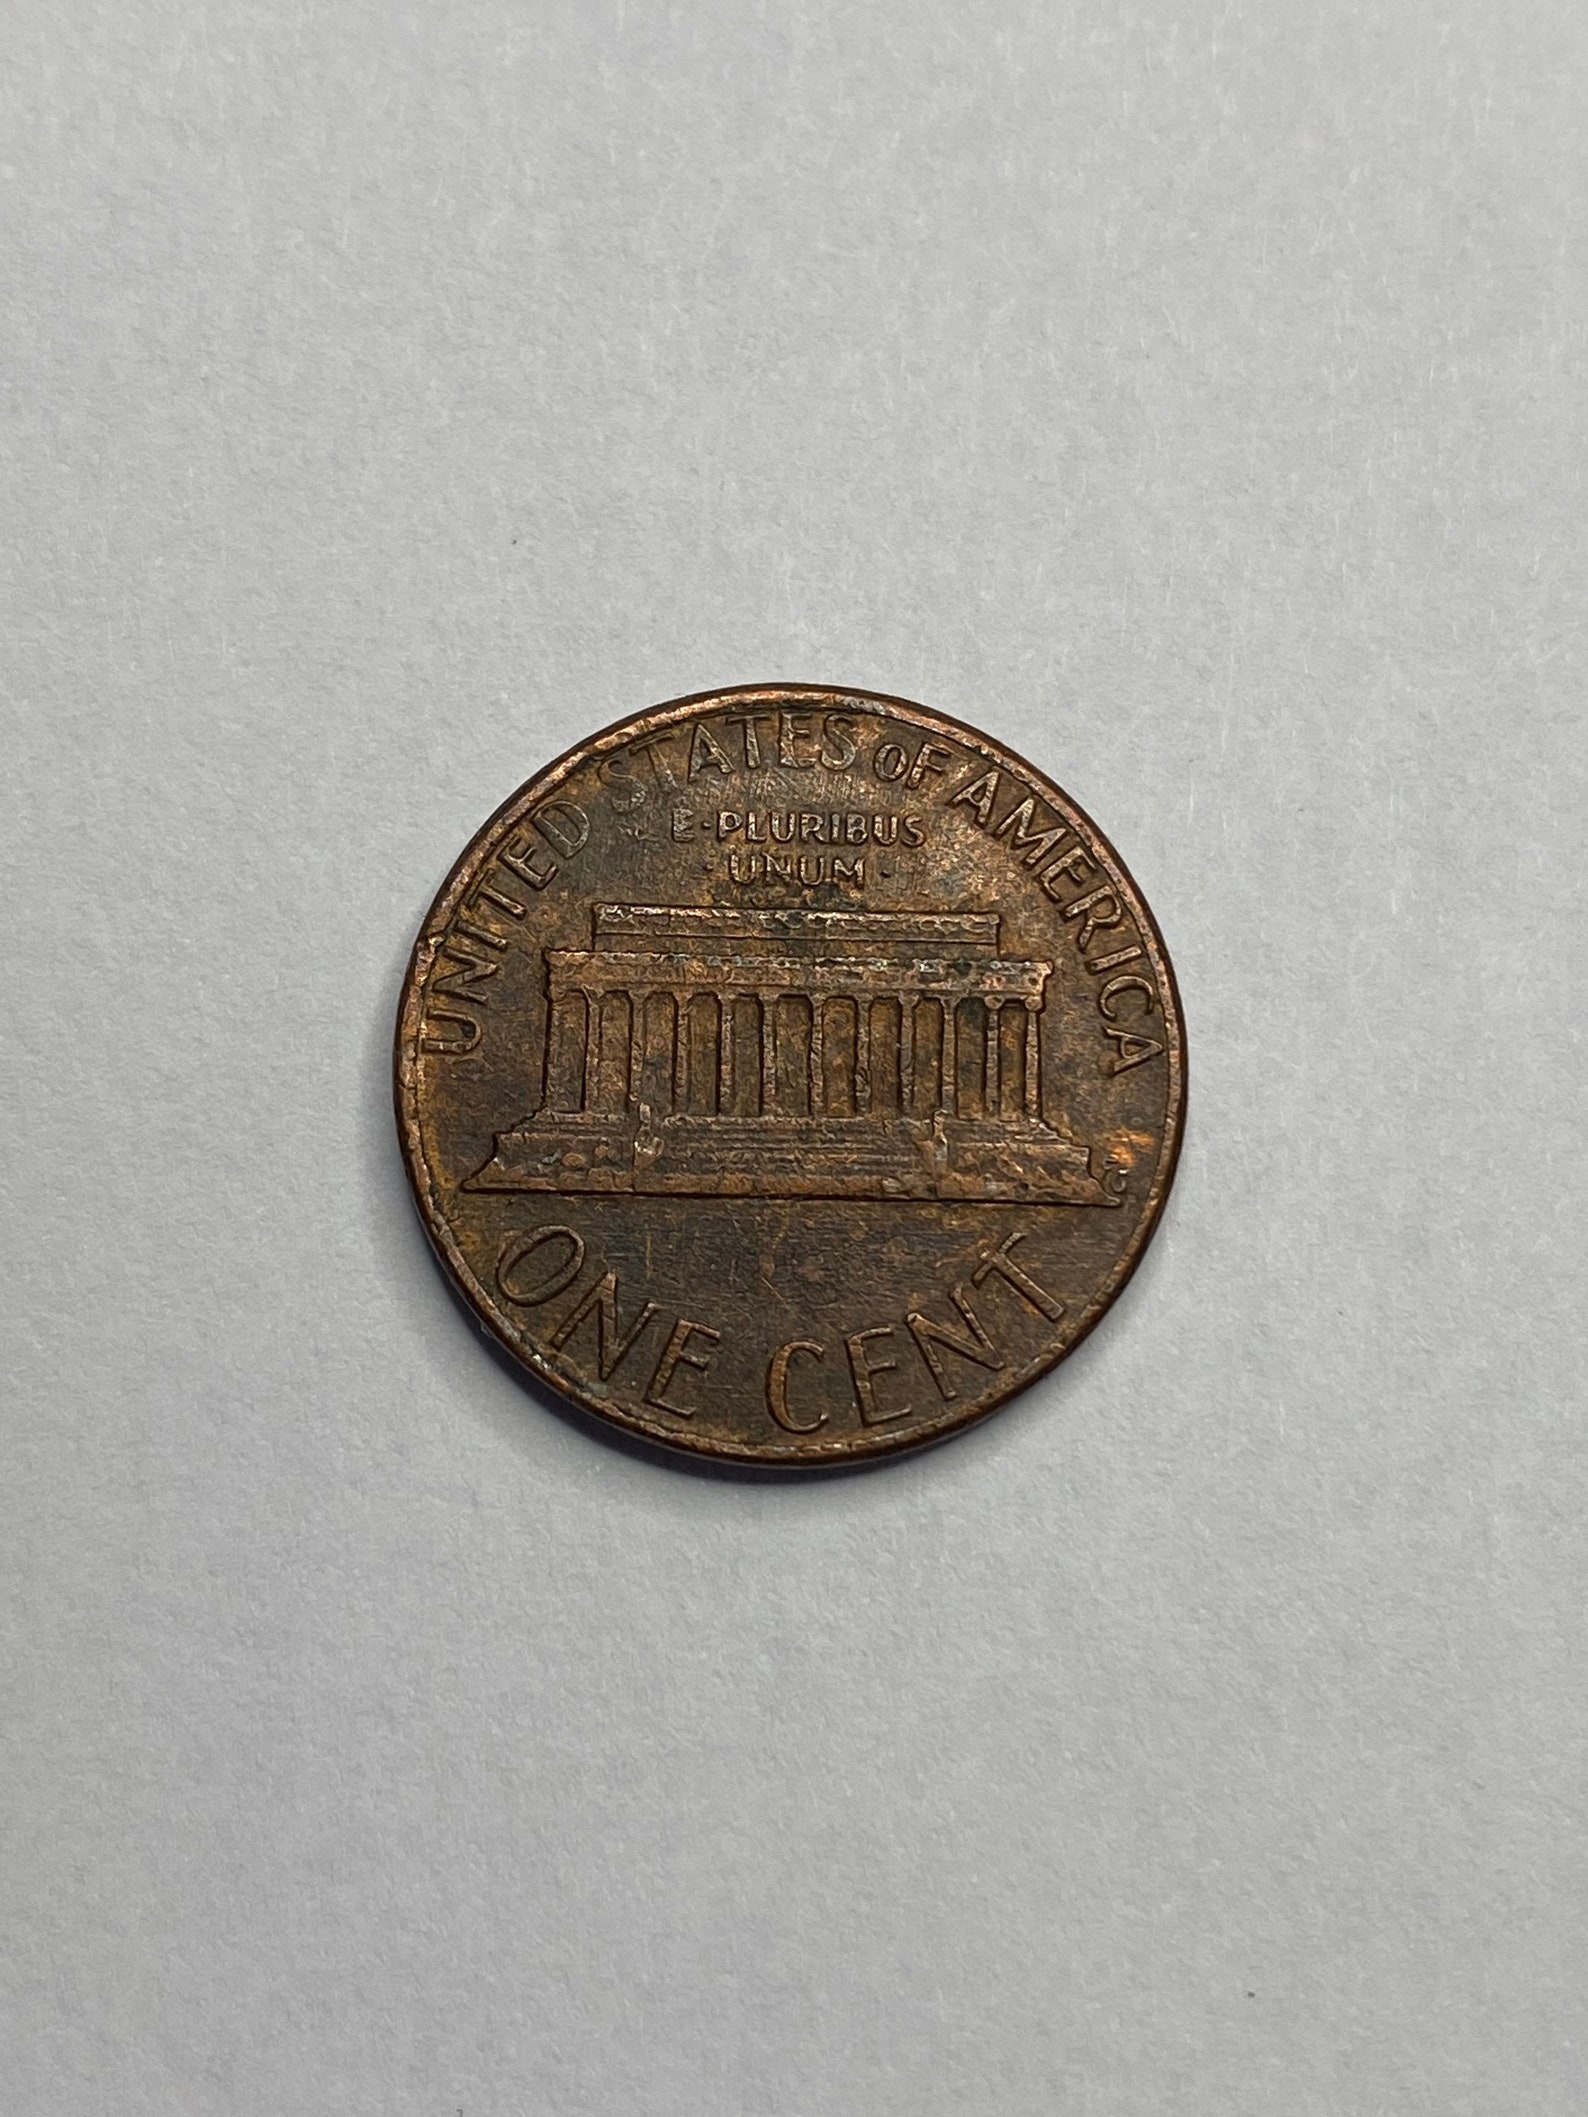 UNITED STATES OF AMERICA
E·PLURIBUS
·UNUM·
ONE CENT